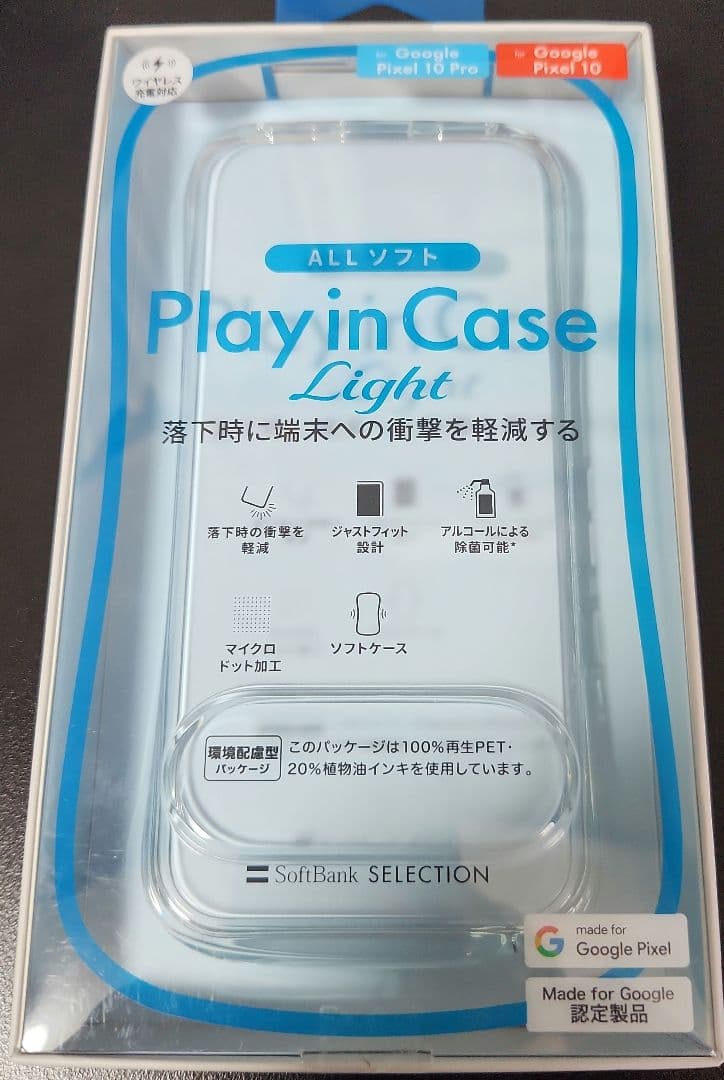 ワイヤレス
充電対応
for Google
Pixel 10 Pro
for Google
Pixel 10
ALL ソフト
Play in Case
Light
落下時に端末への衝撃を軽減する
落下時の衝撃を
軽減
ジャストフィット
設計
アルコールによる
除菌可能*
マイクロ
ドット加工
ソフトケース
環境配慮型
パッケージ
このパッケージは100%再生PET・
20%植物油インキを使用しています。
SoftBank SELECTION
G made for
Google Pixel
Made for Google
認定製品